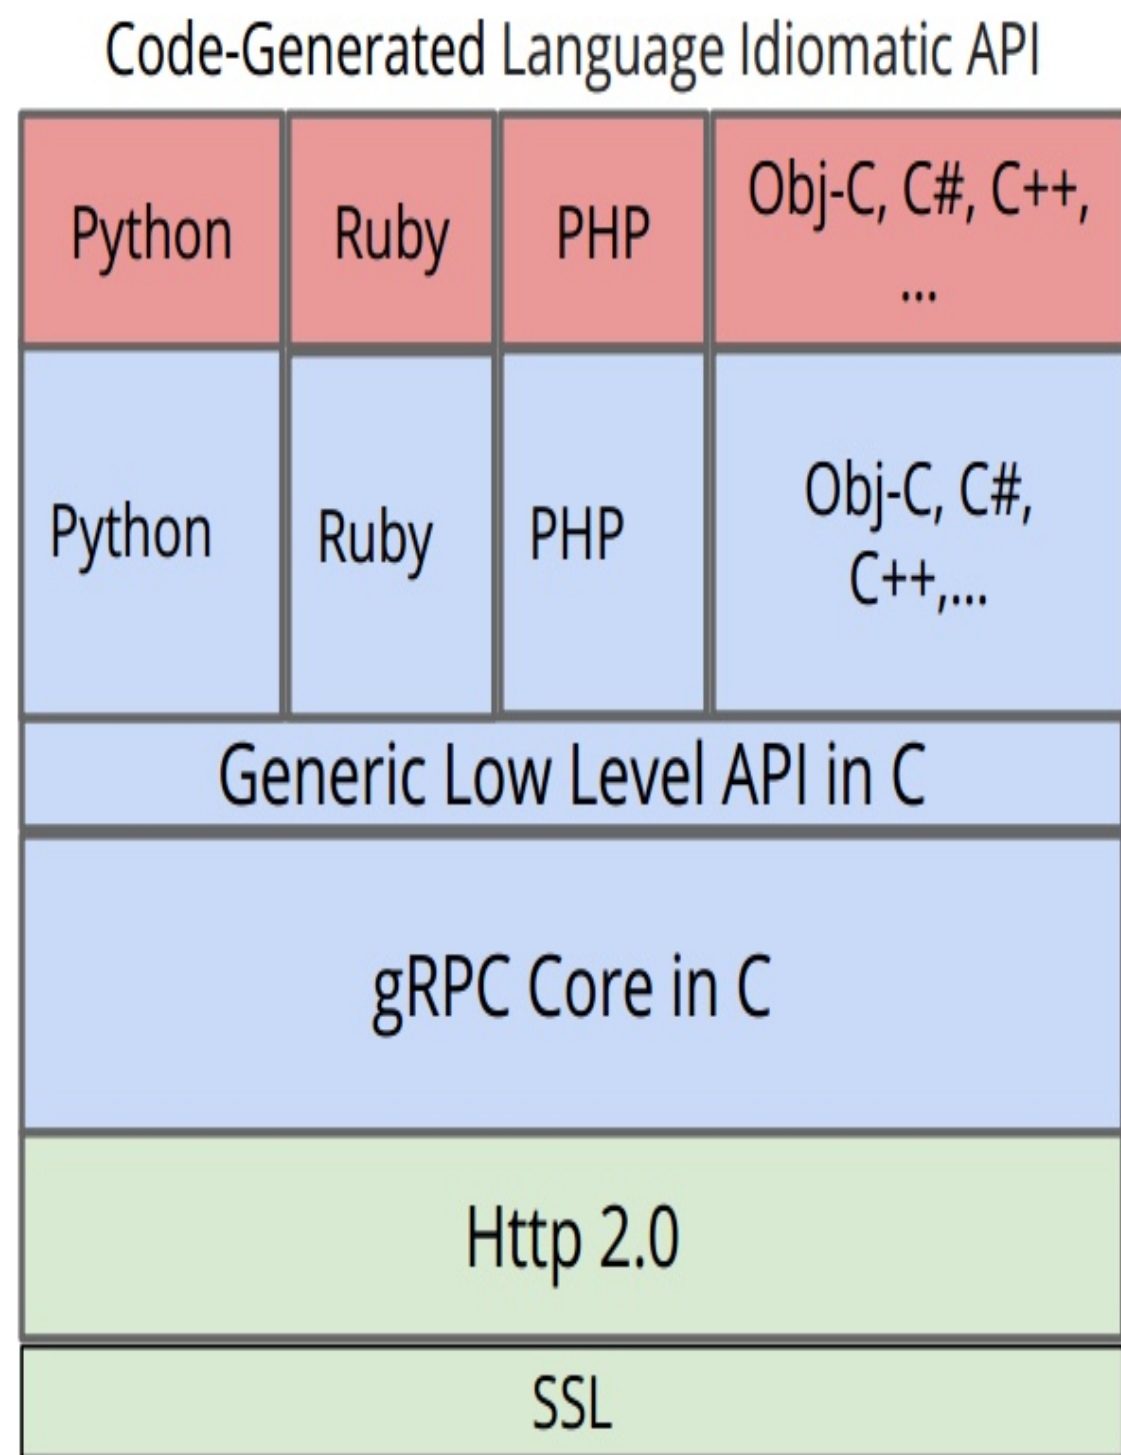 Code-Generated Language Idiomatic API
Python
Ruby
PHP
Obj-C, C#, C++,
...
Python
Ruby
PHP
Obj-C, C#,
C++,...
Generic Low Level API in C
gRPC Core in C
Http 2.0
SSL